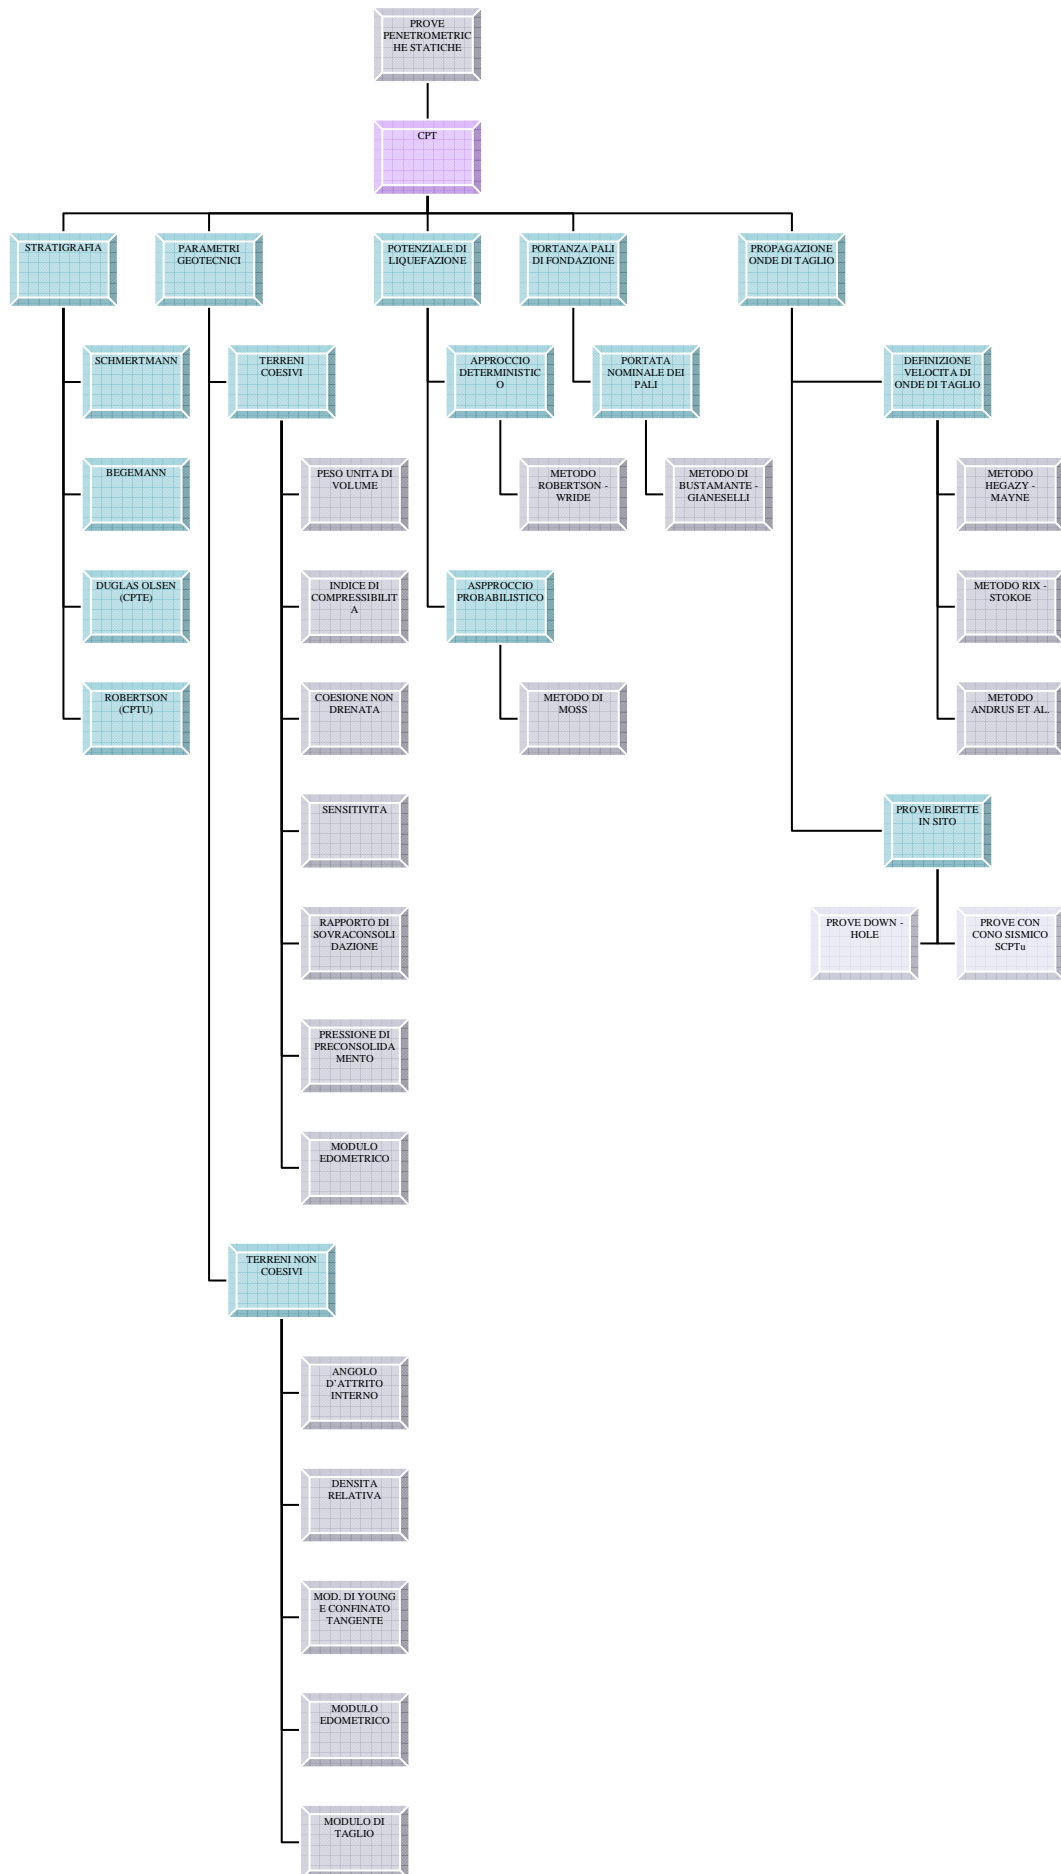 PROVE
PENETROMETRIC
HE STATICHE
CPT
STRATIGRAFIA
PARAMETRI
GEOTECNICI
POTENZIALE DI
LIQUEFAZIONE
PORTANZA PALI
DI FONDAZIONE
PROPAGAZIONE
ONDE DI TAGLIO
SCHMERTMANN
TERRENI
COESIVI
APPROCCIO
DETERMINISTIC
O
PORTATA
NOMINALE DEI
PALI
DEFINIZIONE
VELOCITA DI
ONDE DI TAGLIO
BEGEMANN
PESO UNITA DI
VOLUME
METODO
ROBERTSON -
WRIDE
METODO DI
BUSTAMANTE -
GIANESELLI
METODO
HEGAZY -
MAYNE
DUGLAS OLSEN
(CPTE)
INDICE DI
COMPRESSIBILIT
A
ASPPROCCIO
PROBABILISTICO
METODO RIX -
STOKOE
ROBERTSON
(CPTU)
COESIONE NON
DRENATA
METODO DI
MOSS
METODO
ANDRUS ET AL.
SENSITIVITA
PROVE DIRETTE
IN SITO
RAPPORTO DI
SOVRACONSOLI
DAZIONE
PROVE DOWN -
HOLE
PROVE CON
CONO SISMICO
SCPTu
PRESSIONE DI
PRECONSOLIDA
MENTO
MODULO
EDOMETRICO
TERRENI NON
COESIVI
ANGOLO
D'ATTRITO
INTERNO
DENSITA
RELATIVA
MOD. DI YOUNG
E CONFINATO
TANGENTE
MODULO
EDOMETRICO
MODULO DI
TAGLIO